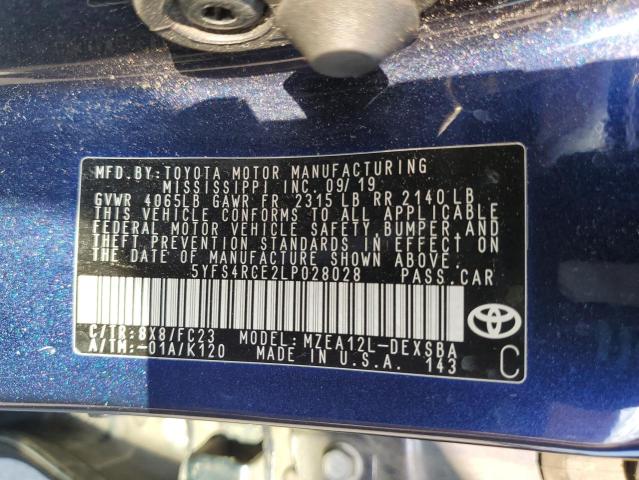 MFD.BY:TOYOTA MOTOR MANUFACTURING
MISSISSIPPI INC. 09/19
GVWR 4065LB GAWR FR 2315 LB RR 2140 LB
THIS VEHICLE CONFORMS TO ALL APPLICABLE
FEDERAL MOTOR VEHICLE SAFETY,BUMPER,AND
THEFT PREVENTION STANDARDS IN EFFECT ON
THE DATE OF MANUFACTURE SHOWN ABOVE.
5YFS4RCE2LP028028 PASS.CAR
C/TR:8X8/FC23 MODEL:MZEA12L-DEXSBA
A/TM:-01A/K120 MADE IN U.S.A. 143
C